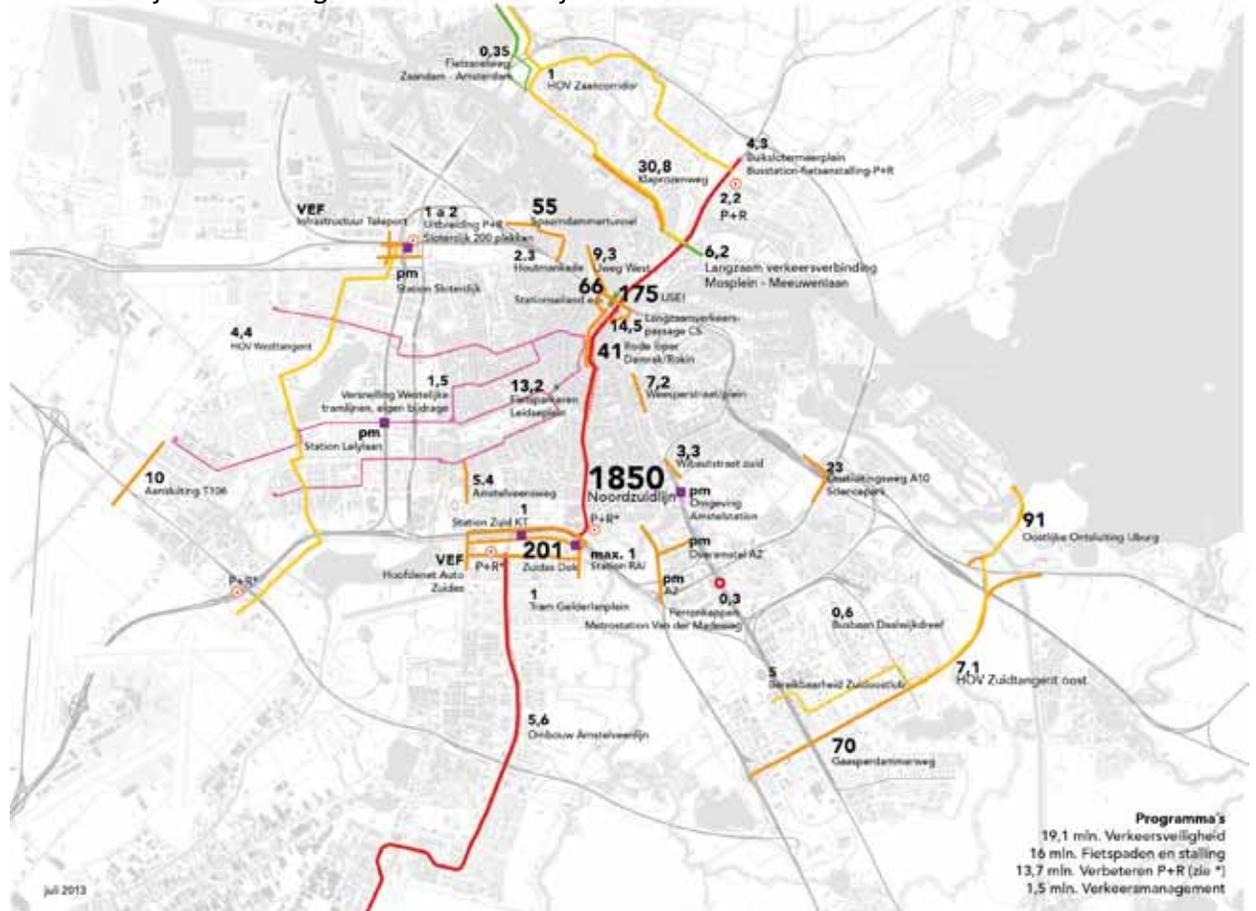 0,35
Fietssnelweg
Zaandam - Amsterdam
1
HOV Zaancorridor
4,3
Buikslotermeerplein
Busstation-fietsenstalling-P+R
30,8
Klaprozenweg
2,2
P+R
VEF
Infrastructuur Teleport
1 a 2
Uitbreiding P+R
Sloterdijk 200 plekken
55
Spaarndammertunnel
2.3
Houtmankade
9,3
IJweg West
6,2
Langzaam verkeersverbinding
Mosplein - Meeuwenlaan
pm
Station Sloterdijk
66
Stationseiland e.o.
175 IJSEI
14,5
Langzaamverkeers-
passage CS
4,4
HOV Westtangent
41
Rode loper
Damrak/Rokin
1,5
Versnelling Westelijke
tramlijnen, eigen bijdrage
13,2
Fietsparkeren
Leidseplein
7,2
Weesperstraat/plein
pm
Station Lelylaan
10
Aansluiting T106
5.4
Amstelveenseweg
1850
Noordzuidlijn
3,3
Wibautstraat zuid
pm
Omgeving
Amstelstation
23
Ontsluitingsweg A10
Sciencepark
1
Station Zuid KT
P+R*
91
Oostlijke Ontsluiting IJburg
VEF
Hoofdenet Auto
Zuidas
P+R*
201
Zuidas Dok
max. 1
Station RAI
pm
Overamstel A2
pm
A2
P+R*
1
Tram Gelderlanplein
0,3
Perronkappen
Metrostation Van der Madeweg
0,6
Busbaan Daalwijkdreef
5
Bereikbaarheid Zuidoostlob
7,1
HOV Zuidtangent oost
5,6
Ombouw Amstelveenlijn
70
Gaasperdammerweg
Programma's
19,1 mln. Verkeersveiligheid
16 mln. Fietspaden en stalling
13,7 mln. Verbeteren P+R (zie *)
1,5 mln. Verkeersmanagement
juli 2013